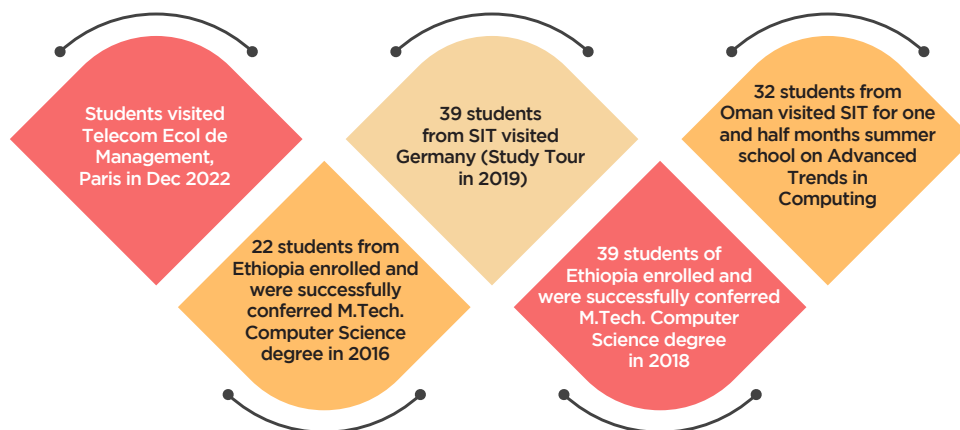 Students visited
Telecom Ecol de
Management,
Paris in Dec 2022
22 students from
Ethiopia enrolled and
were successfully
conferred M.Tech.
Computer Science
degree in 2016
39 students
from SIT visited
Germany (Study Tour
in 2019)
39 students of
Ethiopia enrolled and
were successfully conferred
M.Tech. Computer
Science degree
in 2018
32 students from
Oman visited SIT for one
and half months summer
school on Advanced
Trends in
Computing